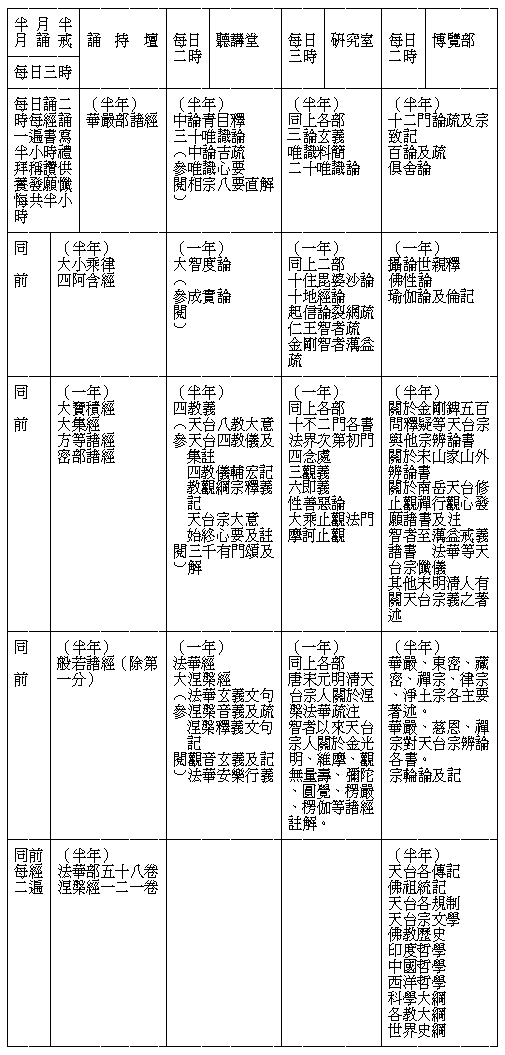 半　月　半
月　誦　戒
每日三時
誦　持　壇
每日
二時
聽講堂
每日
三時
研究室
每日
二時
博覽部
每日誦二
時每經誦
一遍書寫
半小時禮
拜稱讚供
養發願懺
悔共半小
時
（半年）
華嚴部諸經
（半年）
中論青目釋
三十唯識論
（中論吉疏
參唯識心要
閱相宗八要直解
）
（半年）
同上各部
三論玄義
唯識料簡
二十唯識論
（半年）
十二門論疏及宗
致記
百論及疏
俱舍論
同
前
（半年）
大小乘律
四阿含經
（一年）
大智度論
（
參成實論
閱
）
（一年）
同上二部
十住毘婆沙論
十地經論
起信論裂網疏
仁王智者疏
金剛智者澫益
疏
（一年）
攝論世親釋
佛性論
瑜伽論及倫記
同
前
（一年）
大寶積經
大集經
方等諸經
密部諸經
（半年）
四教義
（天台八教大意
參天台四教儀及
集註
四教儀輔宏記
教觀綱宗釋義
記
天台宗大意
始終心要及註
閱三千有門頌及
）解
（一年）
同上各部
十不二門各書
法界次第初門
四念處
三觀義
六即義
性善惡論
大乘止觀法門
摩訶止觀
（半年）
關於金剛錍五百
問釋疑等天台宗
與他宗辨論書
關於宋山家山外
辨論書
關於南岳天台修
止觀禪行觀心發
願諸書及注
智者至澫益戒義
諸書　法華等天
台宗懺儀
其他宋明清人有
關天台宗義之著
述
同
前
（半年）
般若諸經（除第
一分）
（一年）
法華經
大涅槃經
（法華玄義文句
參涅槃音義及疏
涅槃釋義文句
記
閱觀音玄義及記
）法華安樂行義
（一年）
同上各部
唐宋元明清天
台宗人關於涅
槃法華疏注
智者以來天台
宗人關於金光
明、維摩、觀
無量壽、彌陀
、圓覺、楞嚴
、楞伽等諸經
註解。
（半年）
華嚴、東密、藏
密、禪宗、律宗
、淨土宗各主要
著述。
華嚴、慈恩、禪
宗對天台宗辨論
各書。
宗輪論及記
同前
每經
二遍
（半年）
法華部五十八卷
涅槃經一二一卷
（半年）
天台各傳記
佛祖統記
天台各規制
天台宗文學
佛教歷史
印度哲學
中國哲學
西洋哲學
科學大綱
各教大綱
世界史綱